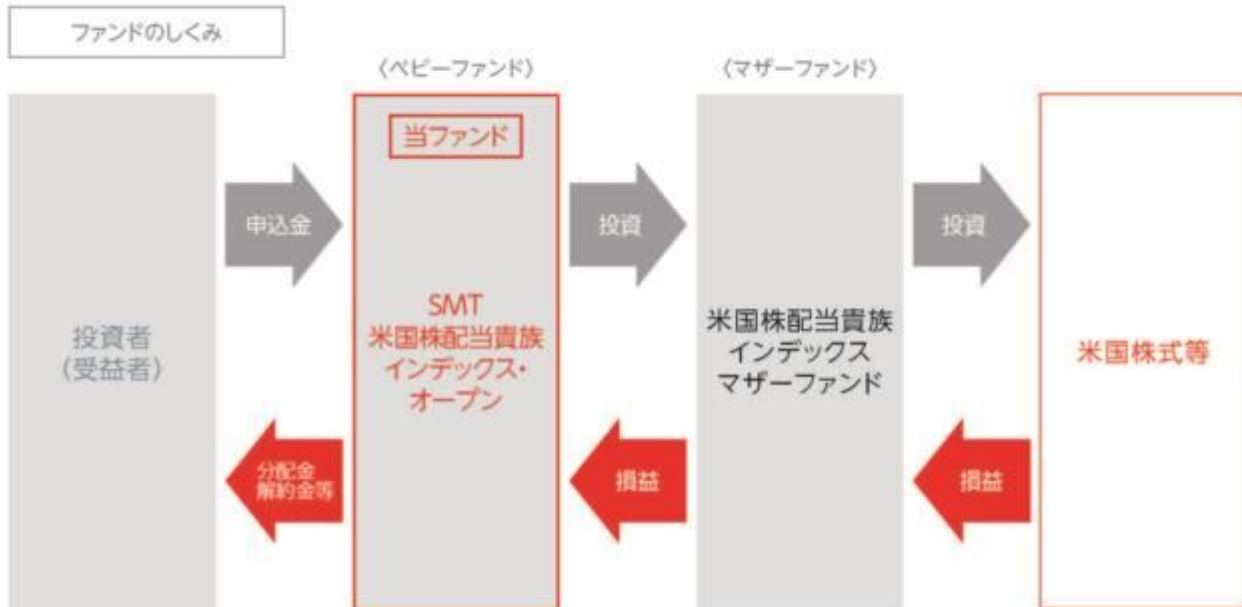 ファンドのしくみ
〈ベビーファンド〉
〈マザーファンド〉
当ファンド
申込金
投資
投資
投資者
(受益者)
SMT
米国株配当貴族
インデックス・
オープン
米国株配当貴族
インデックス
マザーファンド
米国株式等
分配金
解約金等
損益
損益